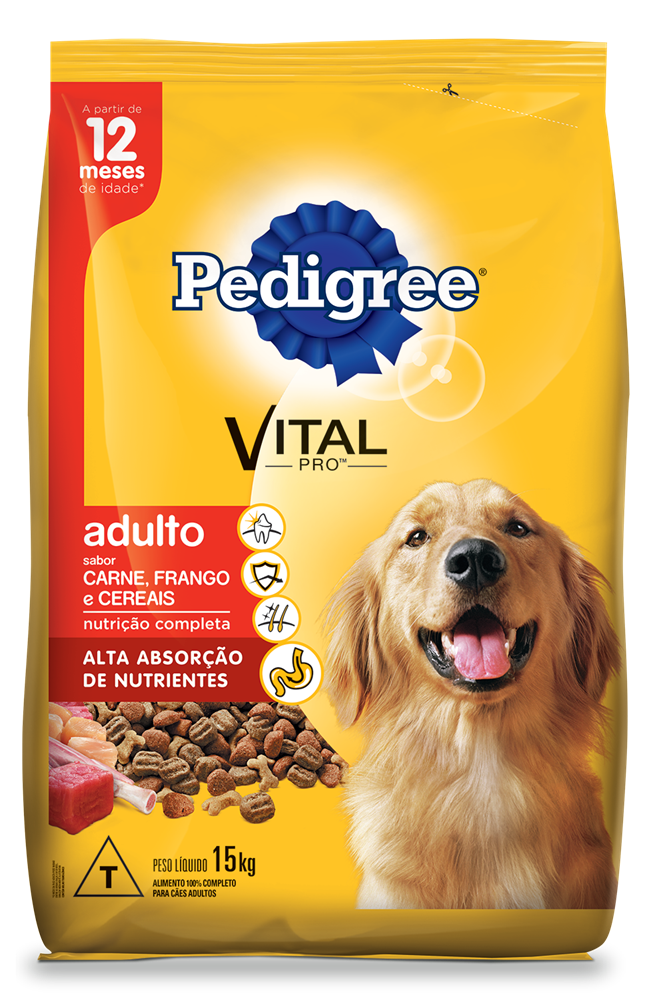 A partir de
12
meses
de idade*
Pedigree®
VITAL
PRO™
adulto
sabor
CARNE, FRANGO
e CEREAIS
nutrição completa
ALTA ABSORÇÃO
DE NUTRIENTES
T
PESO LÍQUIDO 15kg
ALIMENTO 100% COMPLETO
PARA CÃES ADULTOS